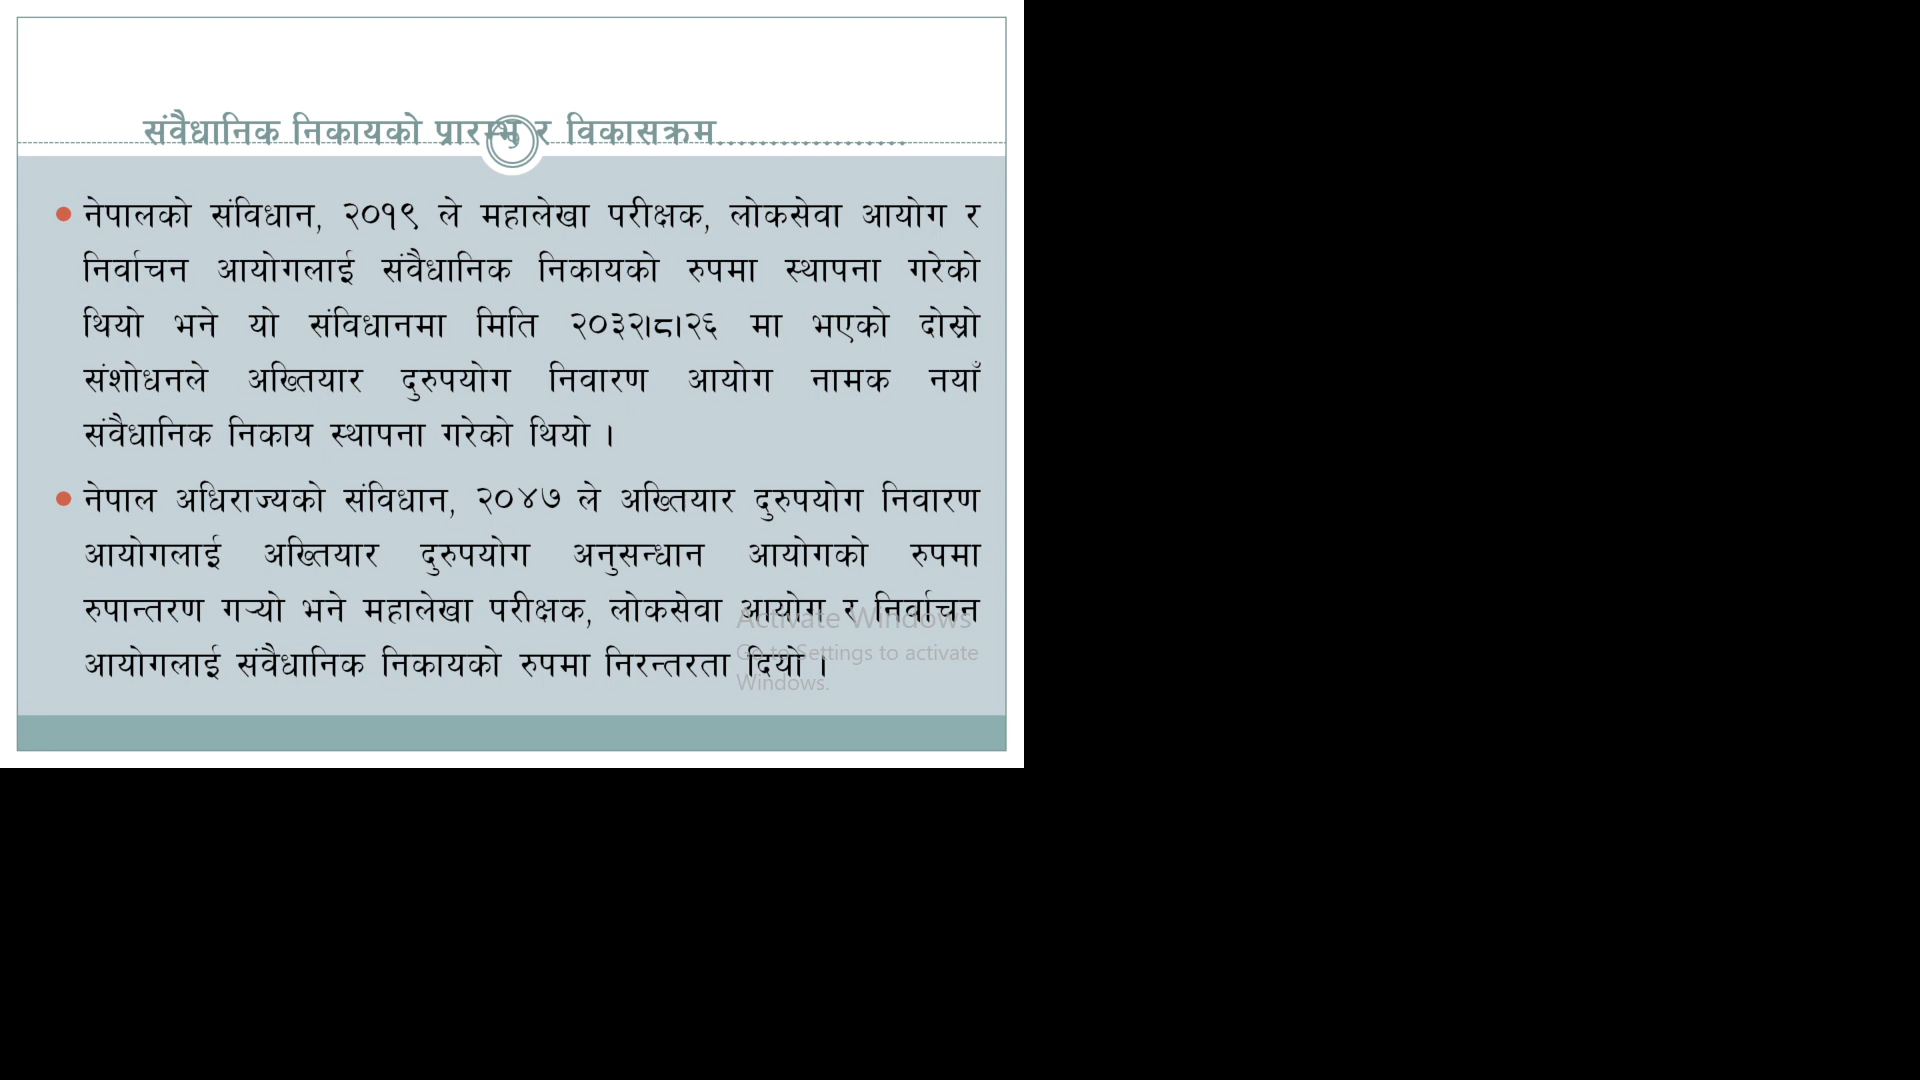 संवैधानिक निकायको प्रारम्भ र विकासक्रम..................
नेपालको संविधान, २०१९ ले महालेखा परीक्षक, लोकसेवा आयोग र
निर्वाचन आयोगलाई संवैधानिक निकायको रुपमा स्थापना गरेको
थियो भने यो संविधानमा मिति २०३२।८।२६ मा भएको दोस्रो
संशोधनले अख्तियार दुरुपयोग निवारण आयोग नामक नयाँ
संवैधानिक निकाय स्थापना गरेको थियो ।
नेपाल अधिराज्यको संविधान, २०४७ ले अख्तियार दुरुपयोग निवारण
आयोगलाई अख्तियार दुरुपयोग अनुसन्धान आयोगको रुपमा
रुपान्तरण गर्‍यो भने महालेखा परीक्षक, लोकसेवा आयोग र निर्वाचन
आयोगलाई संवैधानिक निकायको रुपमा निरन्तरता दियो ।
Activate Windows
Go to Settings to activate
Windows.